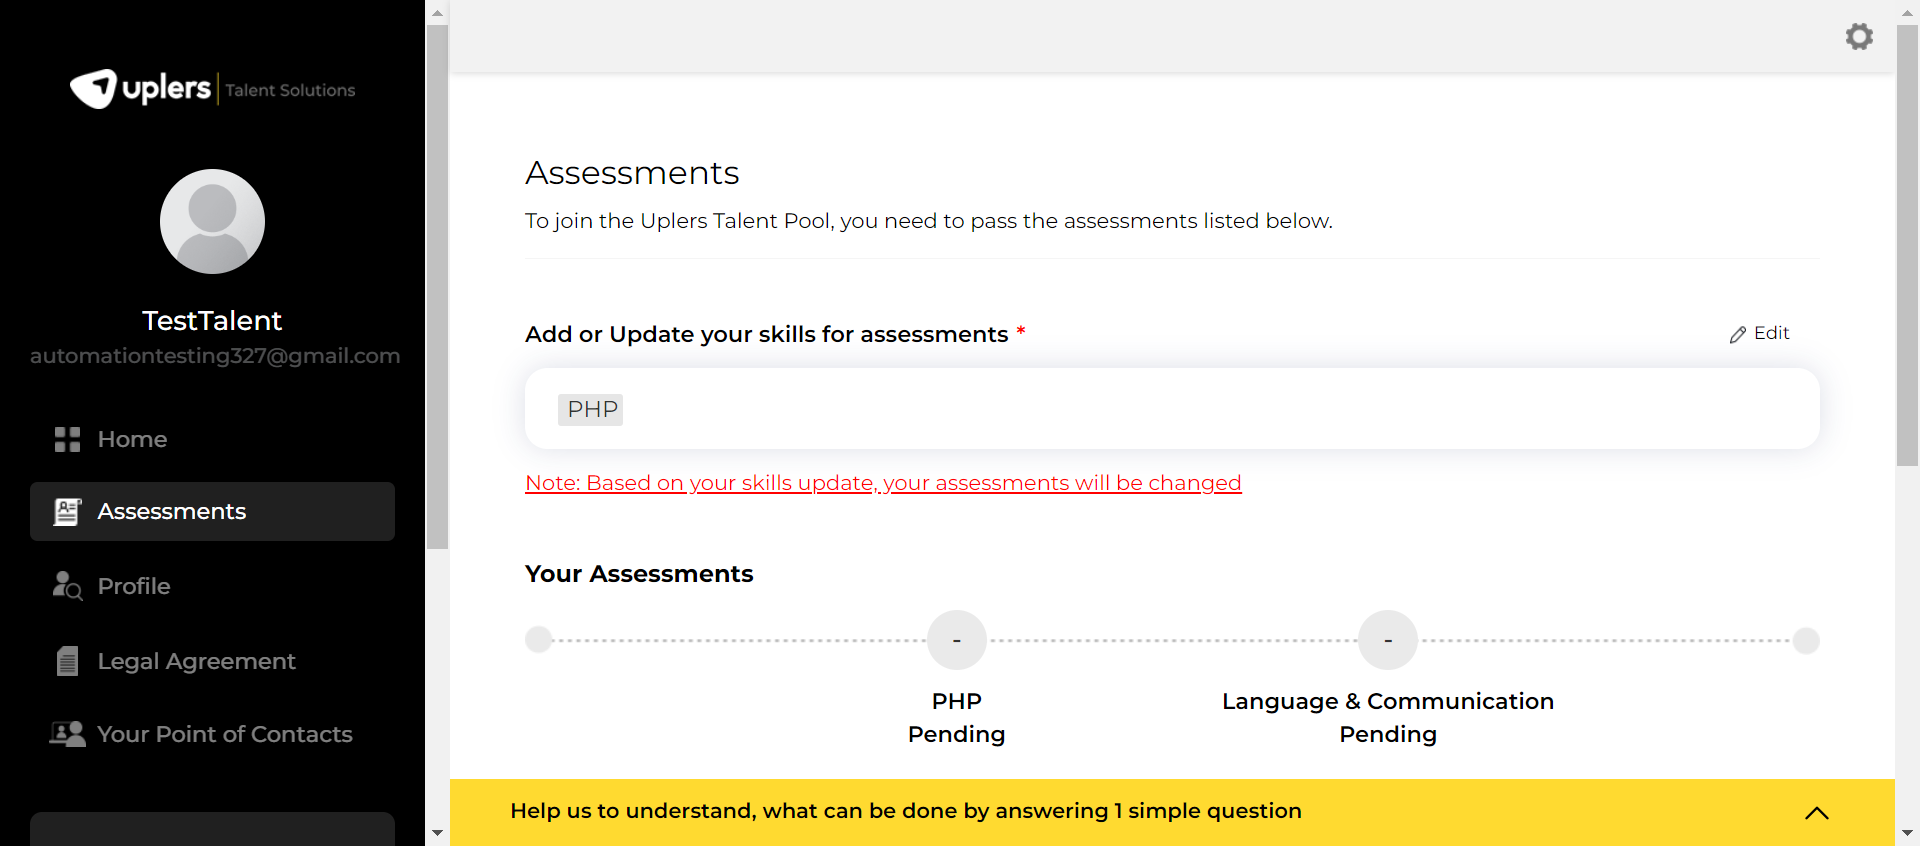 uplers | Talent Solutions
TestTalent
automationtesting327@gmail.com
Home
Assessments
Profile
Legal Agreement
Your Point of Contacts
Assessments
To join the Uplers Talent Pool, you need to pass the assessments listed below.
Add or Update your skills for assessments *
Edit
PHP
Note: Based on your skills update, your assessments will be changed
Your Assessments
- -
PHP
Pending
Language & Communication
Pending
Help us to understand, what can be done by answering 1 simple question